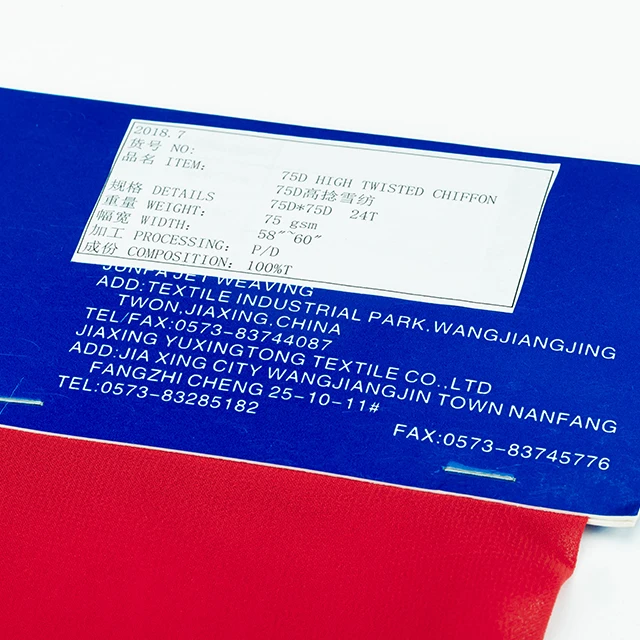 2018.7
货号 NO:
品名 ITEM: 75D HIGH TWISTED CHIFFON
75D高捻雪纺
规格 DETAILS 75D*75D 24T
重量 WEIGHT: 75 gsm
幅宽 WIDTH: 58"~60"
加工 PROCESSING: P/D
成份 COMPOSITION: 100%T
JUNFA JET WEAVING
ADD:TEXTILE INDUSTRIAL PARK.WANGJIANGJING
TWON,JIAXING,CHINA
TEL/FAX:0573-83744087
JIAXING YUXINGTONG TEXTILE CO.,LTD
ADD:JIA XING CITY WANGJIANGJIN TOWN NANFANG
FANGZHI CHENG 25-10-11#
TEL:0573-83285182
FAX:0573-83745776